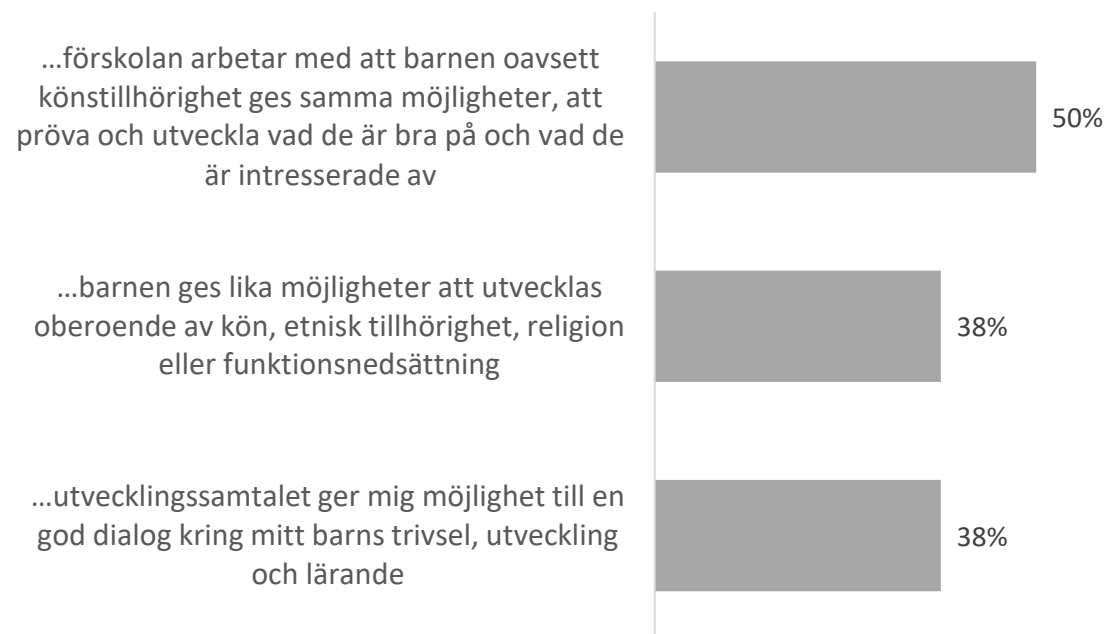 …förskolan arbetar med att barnen oavsett
könstillhörighet ges samma möjligheter, att
pröva och utveckla vad de är bra på och vad de
är intresserade av
50%
…barnen ges lika möjligheter att utvecklas
oberoende av kön, etnisk tillhörighet, religion
eller funktionsnedsättning
38%
…utvecklingssamtalet ger mig möjlighet till en
god dialog kring mitt barns trivsel, utveckling
och lärande
38%